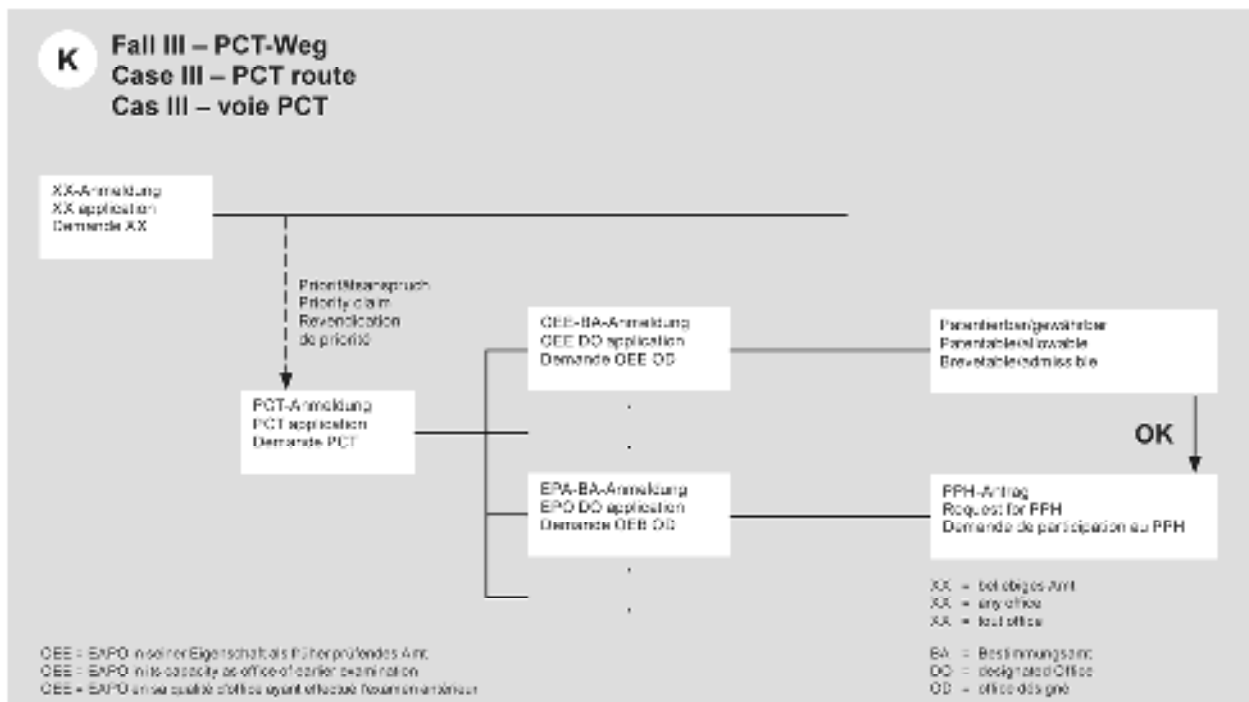 K
Fall III – PCT-Weg
Case III – PCT route
Cas III – voie PCT
XX-Anmeldung
XX application
Demande XX
Prioritätsanspruch
Priority claim
Revendication
de priorité
OEE-BA-Anmeldung
OEE DO application
Demande OEE OD
Patentierbar/gewährbar
Patentable/allowable
Brevetable/admissible
PCT-Anmeldung
PCT application
Demande PCT
OK
EPA-BA-Anmeldung
EPO DO application
Demande OEB OD
PPH-Antrag
Request for PPH
Demande de participation au PPH
XX = beliebiges Amt
XX = any office
XX = tout office
OEE = EAPO in seiner Eigenschaft als früher prüfendes Amt
OEE = EAPO in its capacity as office of earlier examination
OEE = EAPO en sa qualité d'office ayant effectué l'examen antérieur
BA = Bestimmungsamt
DO = designated Office
OD = office désigné